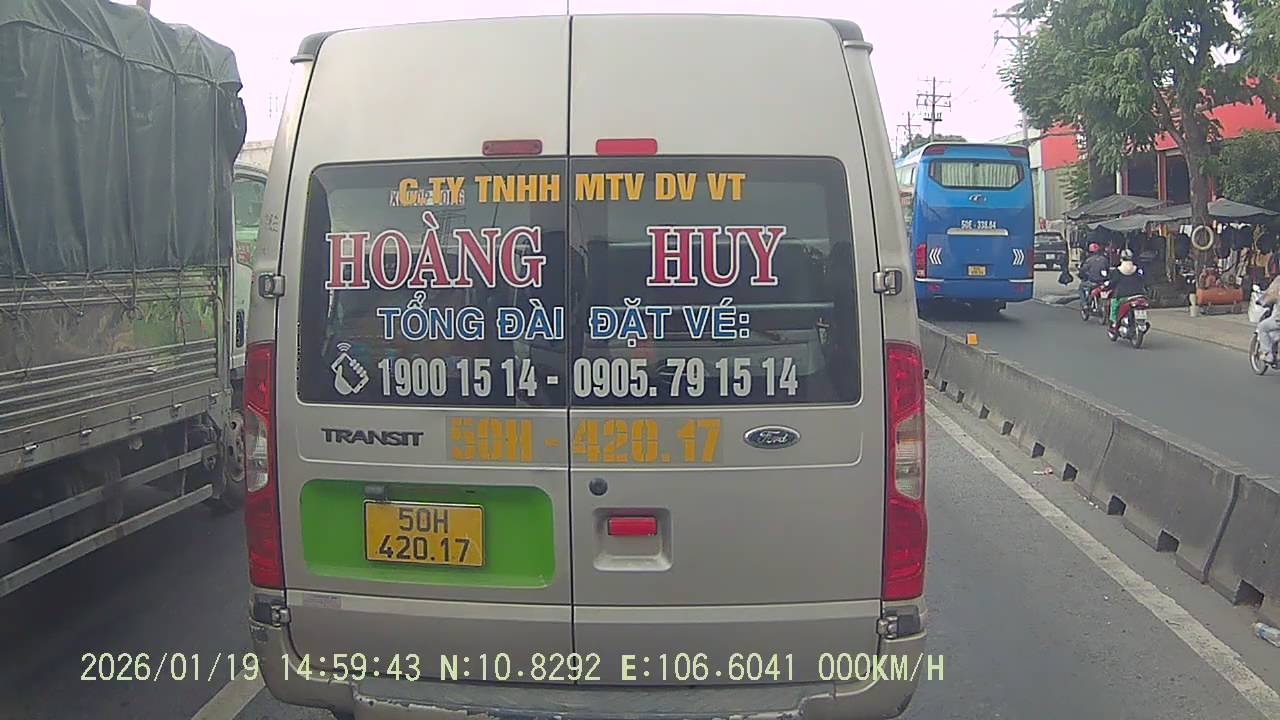 C TY TNHH MTV DV VT
HOÀNG HUY
TỔNG ĐÀI ĐẶT VÉ:
1900 15 14 - 0905. 79 15 14
TRANSIT
50H - 420.17
Ford
50H
420.17
2026/01/19 14:59:43 N:10.8292 E:106.6041 000KM/H